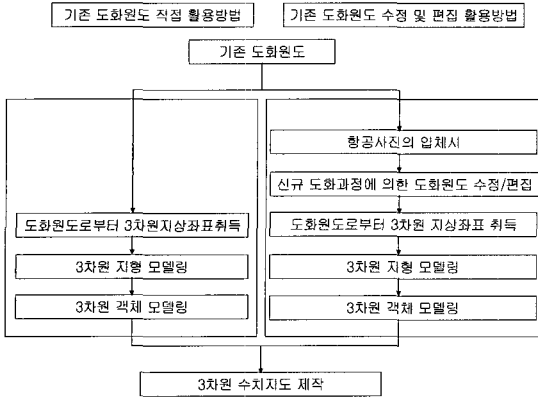 기존 도화원도 직접 활용방법
기존 도화원도 수정 및 편집 활용방법
기존 도화원도
항공사진의 입체시
신규 도화과정에 의한 도화원도 수정/편집
도화원도로부터 3차원지상좌표취득
도화원도로부터 3차원 지상좌표 취득
3차원 지형 모델링
3차원 지형 모델링
3차원 객체 모델링
3차원 객체 모델링
3차원 수치지도 제작